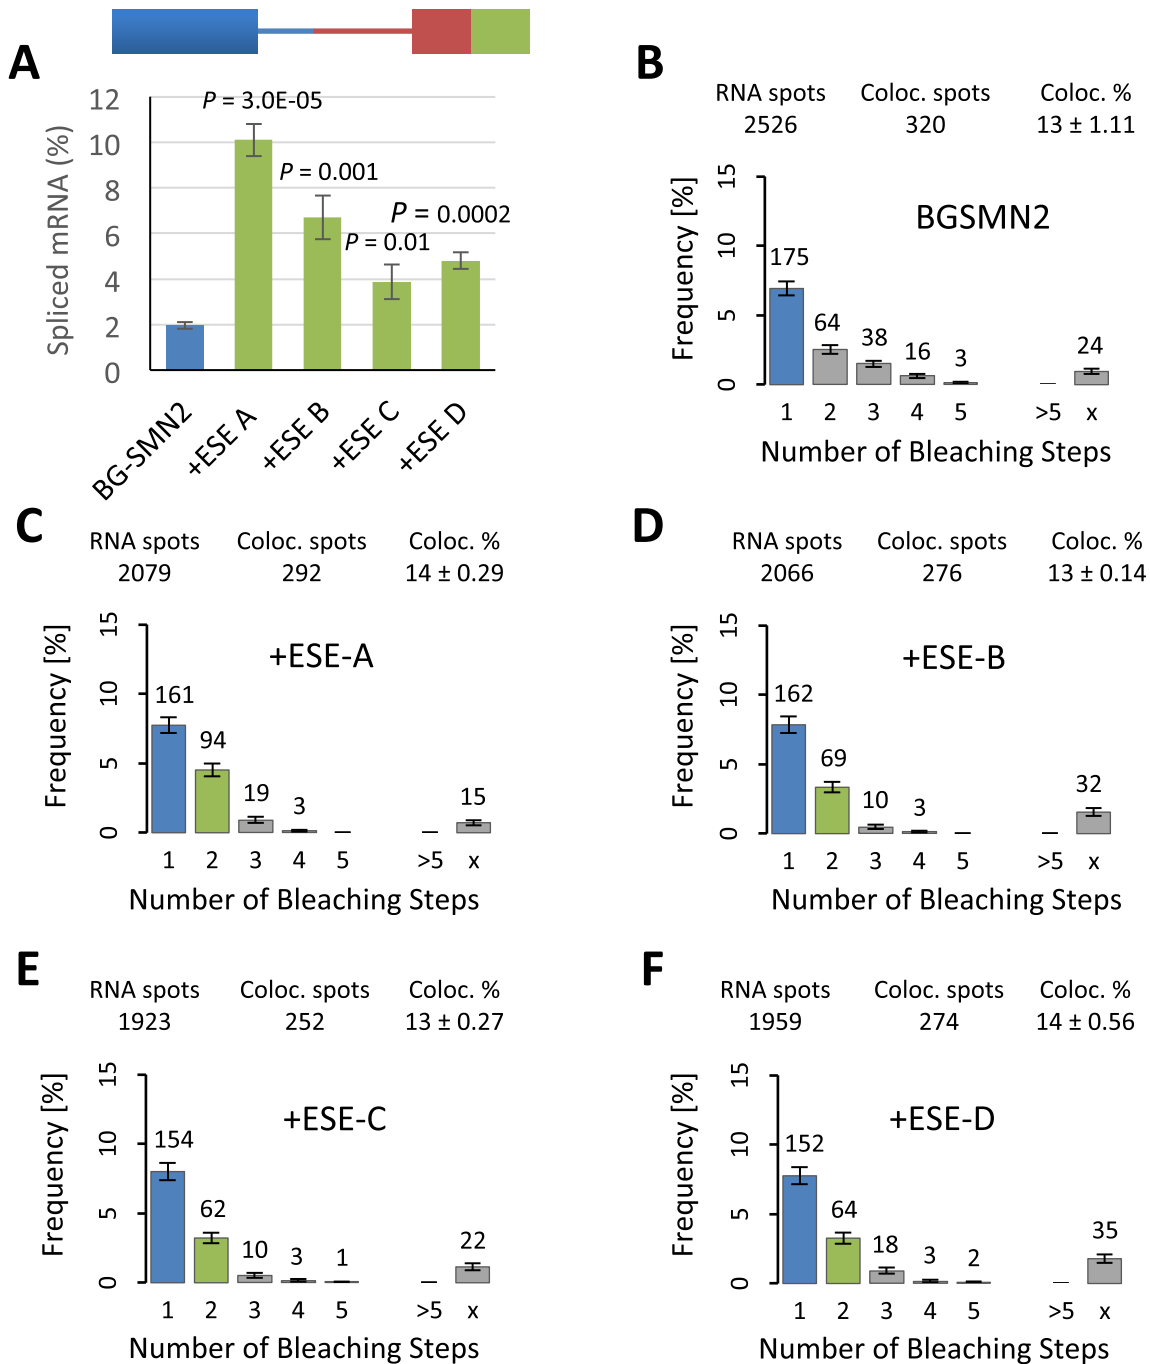 A
Spliced mRNA (%)
12
10
8
6
4
2
0
P = 3.0E-05
P = 0.001
P = 0.01
P = 0.0002
BG-SMN2
+ESE A
+ESE B
+ESE C
+ESE D
B
RNA spots Coloc. spots Coloc. %
2526 320 13 ± 1.11
BGSMN2
Frequency [%]
15
10
5
0
175
64
38
16
3
24
1 2 3 4 5 >5 x
Number of Bleaching Steps
C
RNA spots Coloc. spots Coloc. %
2079 292 14 ± 0.29
+ESE-A
Frequency [%]
15
10
5
0
161
94
19
3
15
1 2 3 4 5 >5 x
Number of Bleaching Steps
D
RNA spots Coloc. spots Coloc. %
2066 276 13 ± 0.14
+ESE-B
Frequency [%]
15
10
5
0
162
69
10
3
32
1 2 3 4 5 >5 x
Number of Bleaching Steps
E
RNA spots Coloc. spots Coloc. %
1923 252 13 ± 0.27
+ESE-C
Frequency [%]
15
10
5
0
154
62
10
3
1
22
1 2 3 4 5 >5 x
Number of Bleaching Steps
F
RNA spots Coloc. spots Coloc. %
1959 274 14 ± 0.56
+ESE-D
Frequency [%]
15
10
5
0
152
64
18
3
2
35
1 2 3 4 5 >5 x
Number of Bleaching Steps